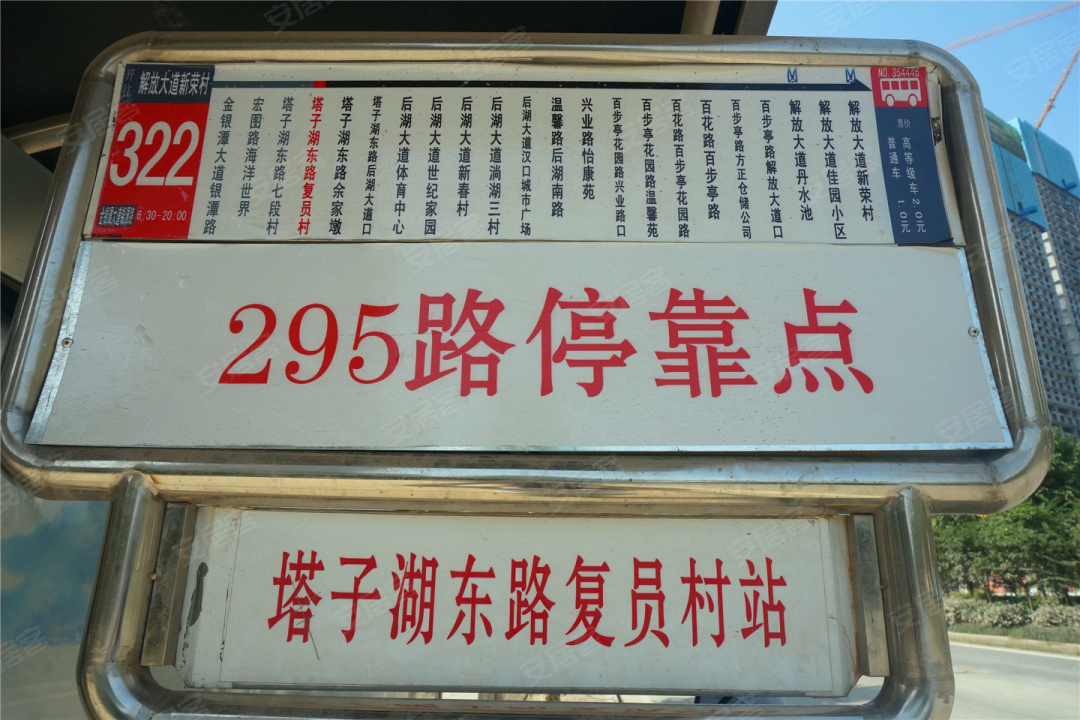 开往
解放大道新荣村
322
6:30-20:00
金银潭大道银潭路
宏图路海洋世界
塔子湖东路七段村
塔子湖东路复员村
塔子湖东路余家墩
塔子湖东路后湖大道口
后湖大道体育中心
后湖大道世纪家园
后湖大道新春村
后湖大道淌湖三村
后湖大道汉口城市广场
温馨路后湖南路
兴业路怡康苑
百步亭花园路兴业路口
百步亭花园路温馨苑
百花路百步亭花园路
百花路百步亭路
百步亭路方正仓储公司
百步亭路解放大道口
解放大道丹水池
解放大道佳园小区
解放大道新荣村
NO.354446
票价
高等级车2.0元
普通车 1.0元
295路停靠点
塔子湖东路复员村站
安居客